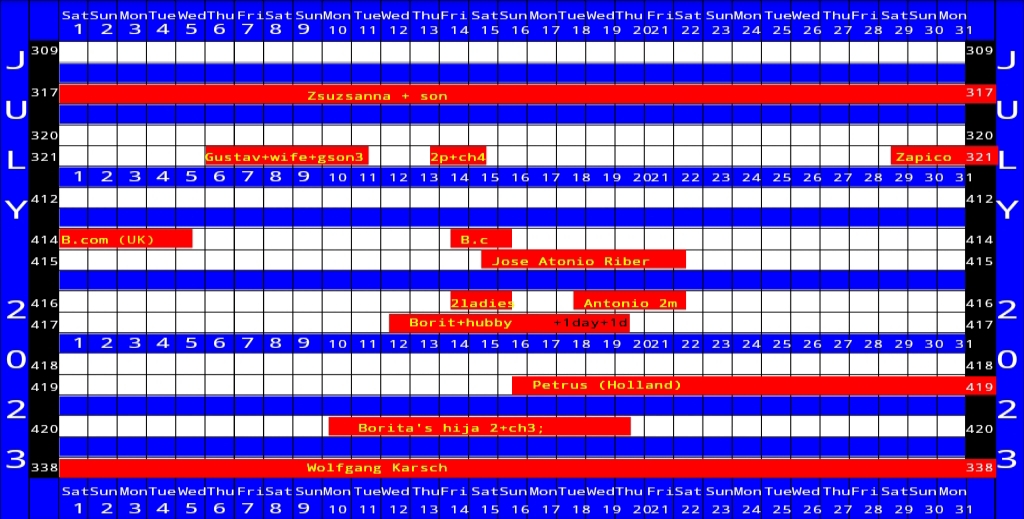 Sat Sun Mon Tue Wed Thu Fri Sat Sun Mon Tue Wed Thu Fri Sat Sun Mon Tue Wed Thu Fri Sat Sun Mon Tue Wed Thu Fri Sat Sun Mon
1 2 3 4 5 6 7 8 9 10 11 12 13 14 15 16 17 18 19 20 21 22 23 24 25 26 27 28 29 30 31
JULY 2023
309 309
317 Zsuzsanna + son 317
320 320
321 Gustav+wife+gson3 2p+ch4 Zapico 321
1 2 3 4 5 6 7 8 9 10 11 12 13 14 15 16 17 18 19 20 21 22 23 24 25 26 27 28 29 30 31
412 412
414 B.com (UK) B.c 414
415 Jose Atonio Riber 415
416 2ladies Antonio 2m 416
417 Borit+hubby +1day+1d 417
1 2 3 4 5 6 7 8 9 10 11 12 13 14 15 16 17 18 19 20 21 22 23 24 25 26 27 28 29 30 31
418 418
419 Petrus (Holland) 419
420 Borita's hija 2+ch3; 420
338 Wolfgang Karsch 338
Sat Sun Mon Tue Wed Thu Fri Sat Sun Mon Tue Wed Thu Fri Sat Sun Mon Tue Wed Thu Fri Sat Sun Mon Tue Wed Thu Fri Sat Sun Mon
1 2 3 4 5 6 7 8 9 10 11 12 13 14 15 16 17 18 19 20 21 22 23 24 25 26 27 28 29 30 31
JULY 2023